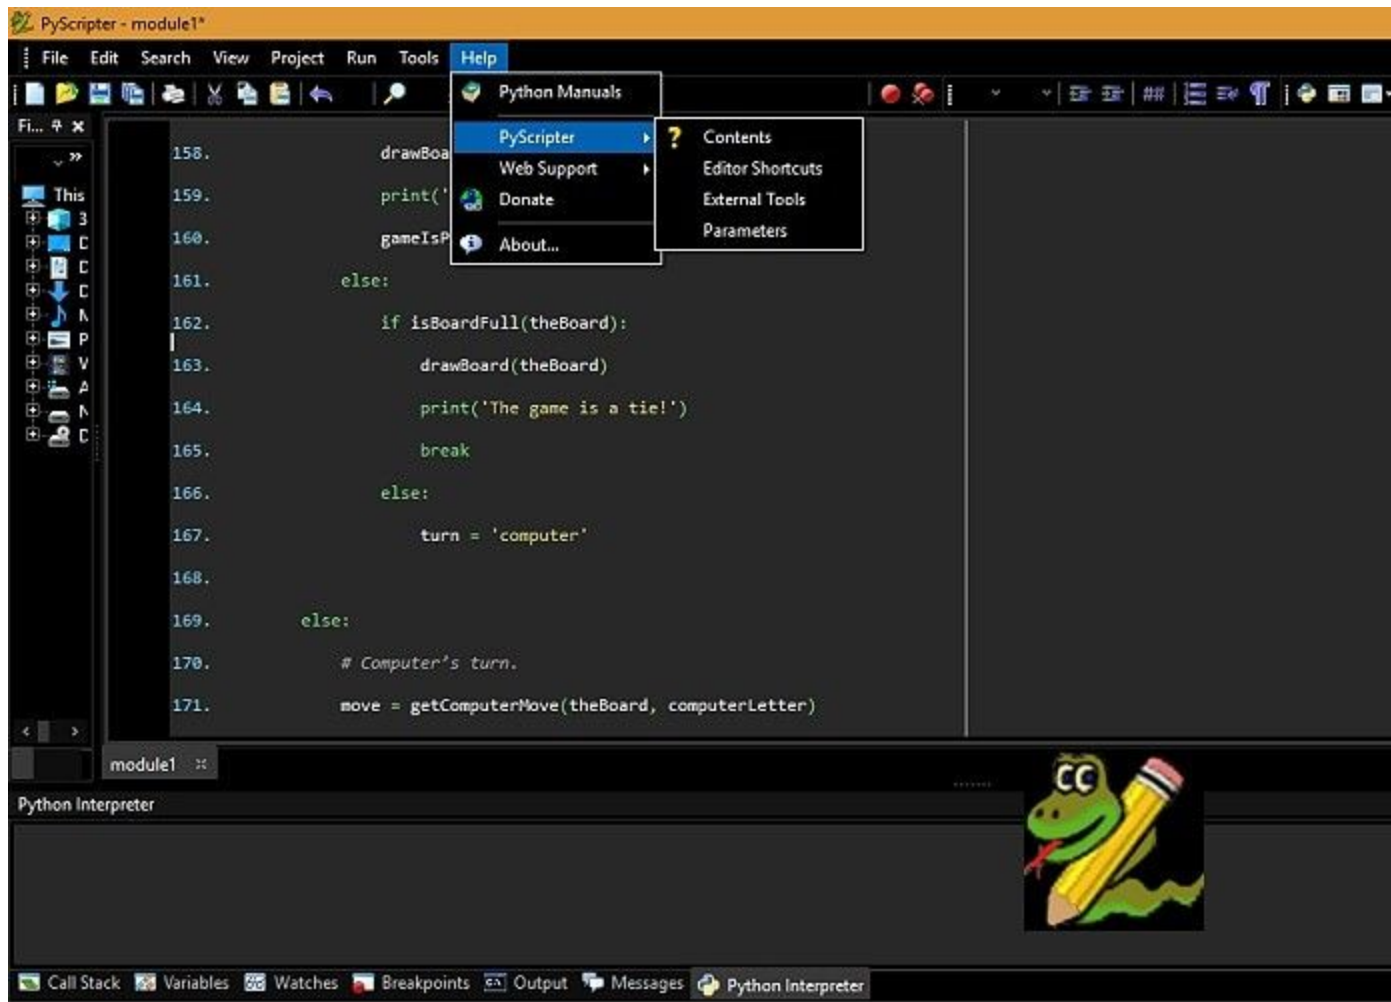 PyScripter - module1*
File Edit Search View Project Run Tools Help
Python Manuals
PyScripter
Web Support
Donate
About...
Contents
Editor Shortcuts
External Tools
Parameters
Fi...
This
3
D
D
D
M
P
V
A
N
D
158. drawBoa
159. print('
160. gameIsP
161. else:
162. if isBoardFull(theBoard):
163. drawBoard(theBoard)
164. print('The game is a tie!')
165. break
166. else:
167. turn = 'computer'
168.
169. else:
170. # Computer's turn.
171. move = getComputerMove(theBoard, computerLetter)
module1
Python Interpreter
Call Stack Variables Watches Breakpoints Output Messages Python Interpreter